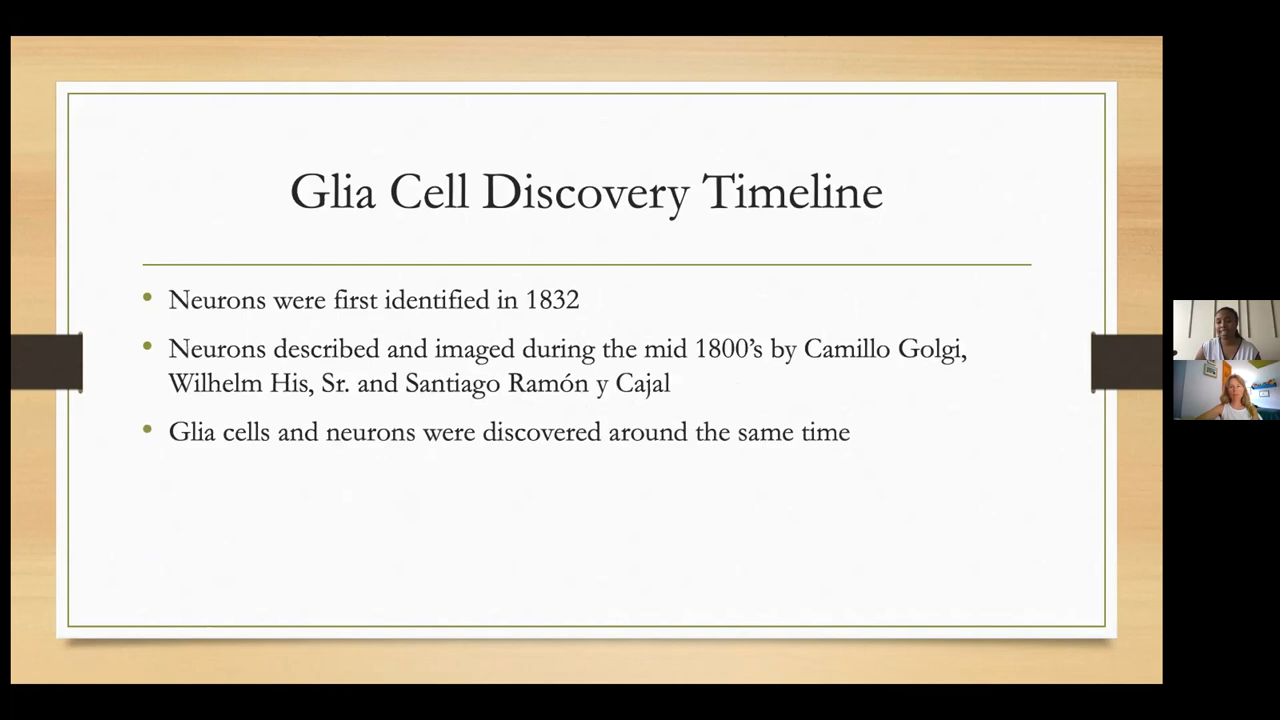 Glia Cell Discovery Timeline
• Neurons were first identified in 1832
• Neurons described and imaged during the mid 1800’s by Camillo Golgi,
Wilhelm His, Sr. and Santiago Ramón y Cajal
• Glia cells and neurons were discovered around the same time